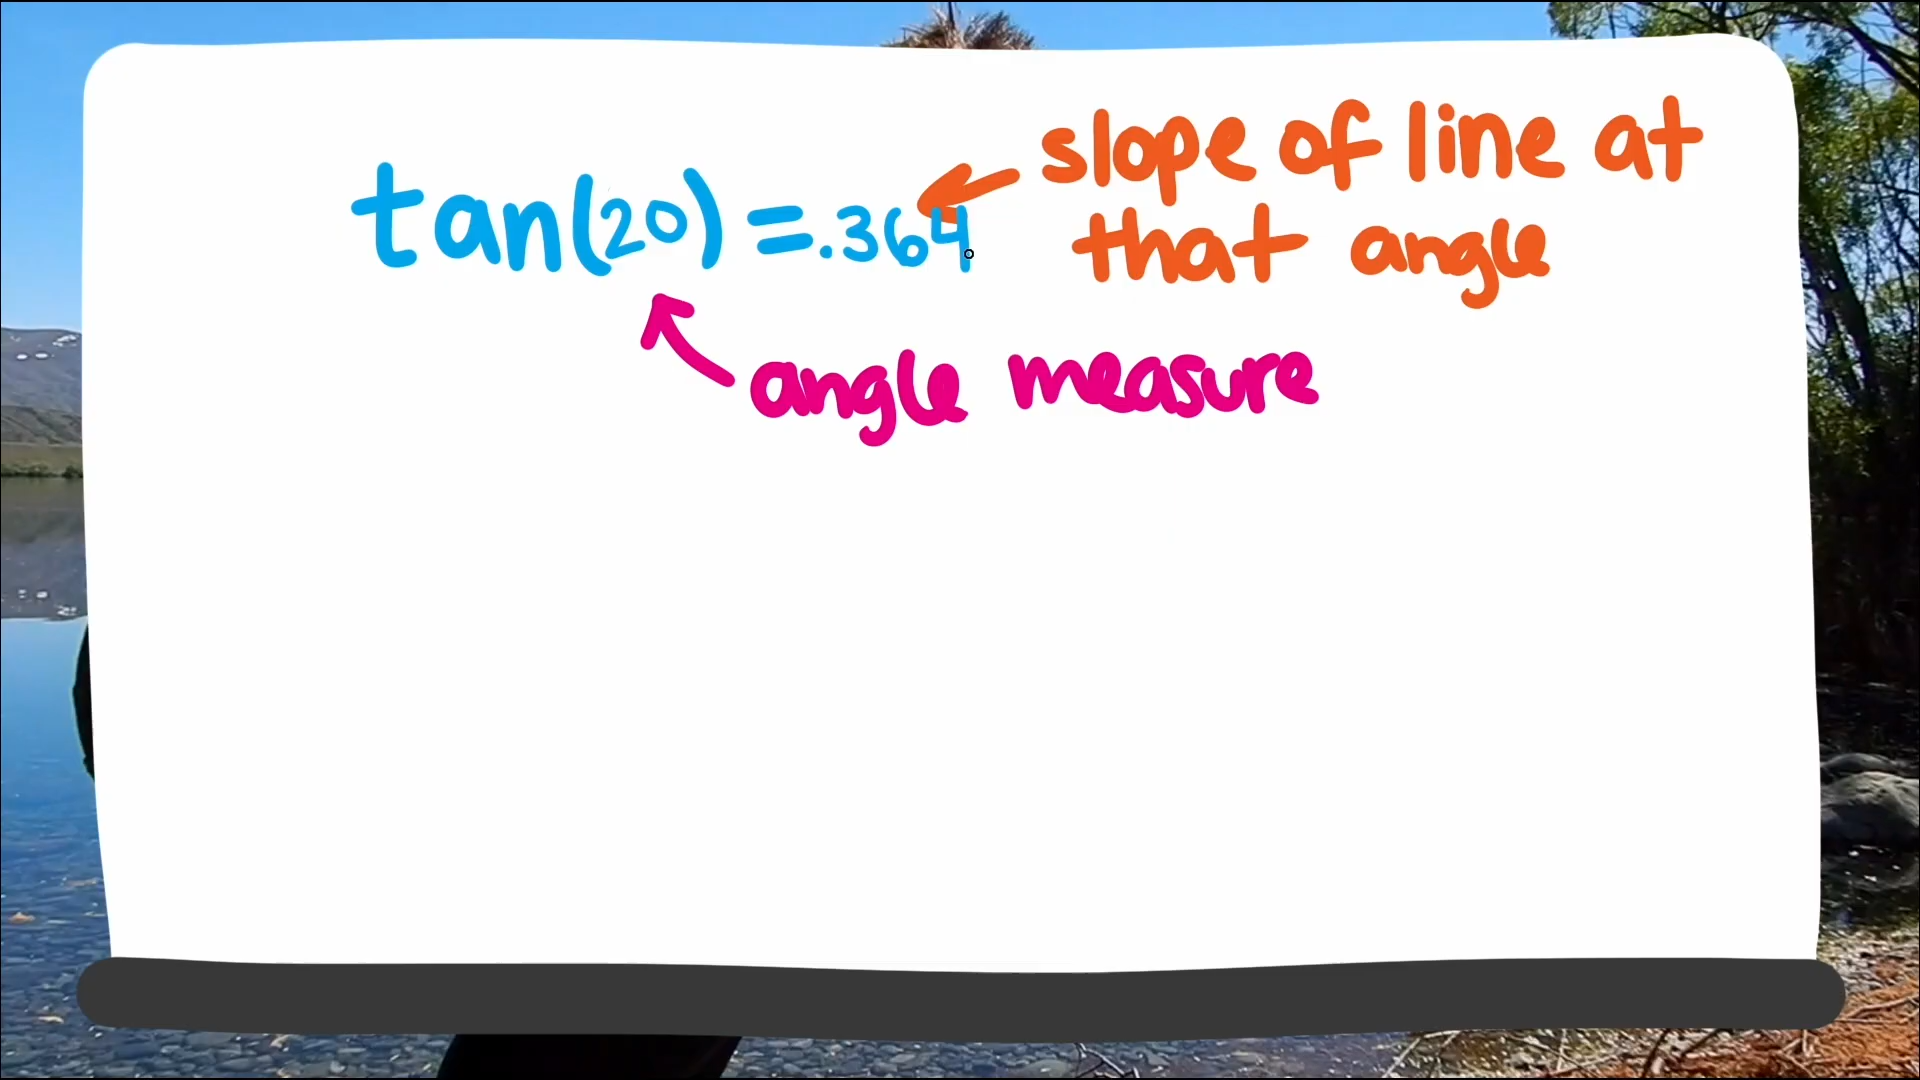 slope of line at
tan(20) = .364
that angle
angle measure